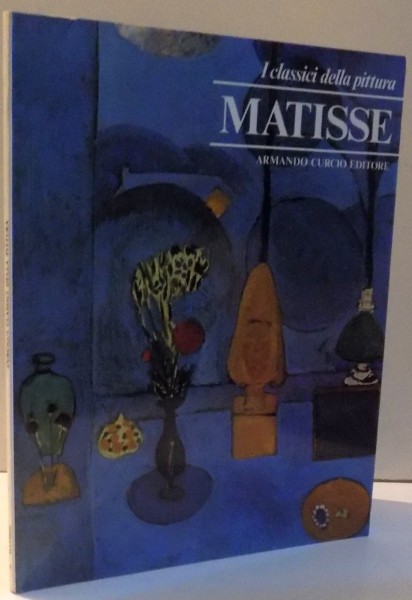 I classici della pittura
MATISSE
ARMANDO CURCIO EDITORE